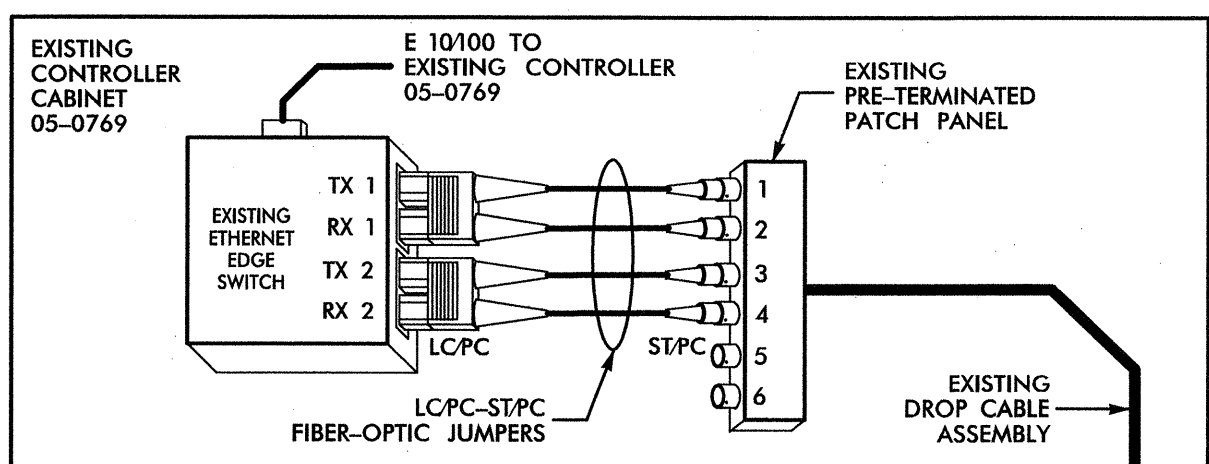 EXISTING
CONTROLLER
CABINET
05–0769
E 10/100 TO
EXISTING CONTROLLER
05–0769
EXISTING
PRE–TERMINATED
PATCH PANEL
EXISTING
ETHERNET
EDGE
SWITCH
TX 1
RX 1
TX 2
RX 2
LC/PC
ST/PC
1
2
3
4
5
6
LC/PC–ST/PC
FIBER–OPTIC JUMPERS
EXISTING
DROP CABLE
ASSEMBLY